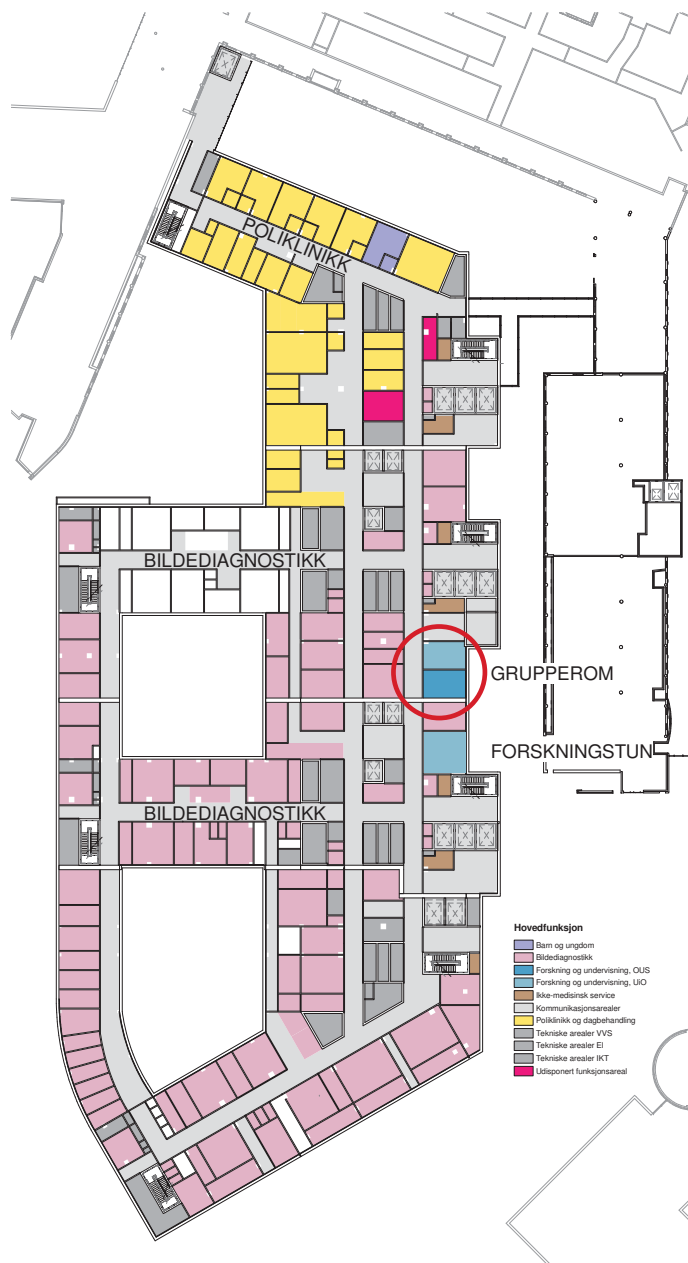 POLIKLINIKK
BILDEDIAGNOSTIKK
GRUPPEROM
FORSKNINGSTUN
BILDEDIAGNOSTIKK
Hovedfunksjon
Barn og ungdom
Bildediagnostikk
Forskning og undervisning, OUS
Forskning og undervisning, UiO
Ikke-medisinsk service
Kommunikasjonsarealer
Poliklinikk og dagbehandling
Tekniske arealer VVS
Tekniske arealer El
Tekniske arealer IKT
Udisponert funksjonsareal